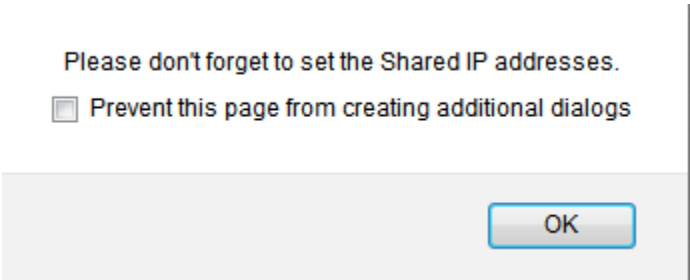 Please don't forget to set the Shared IP addresses.
Prevent this page from creating additional dialogs
OK